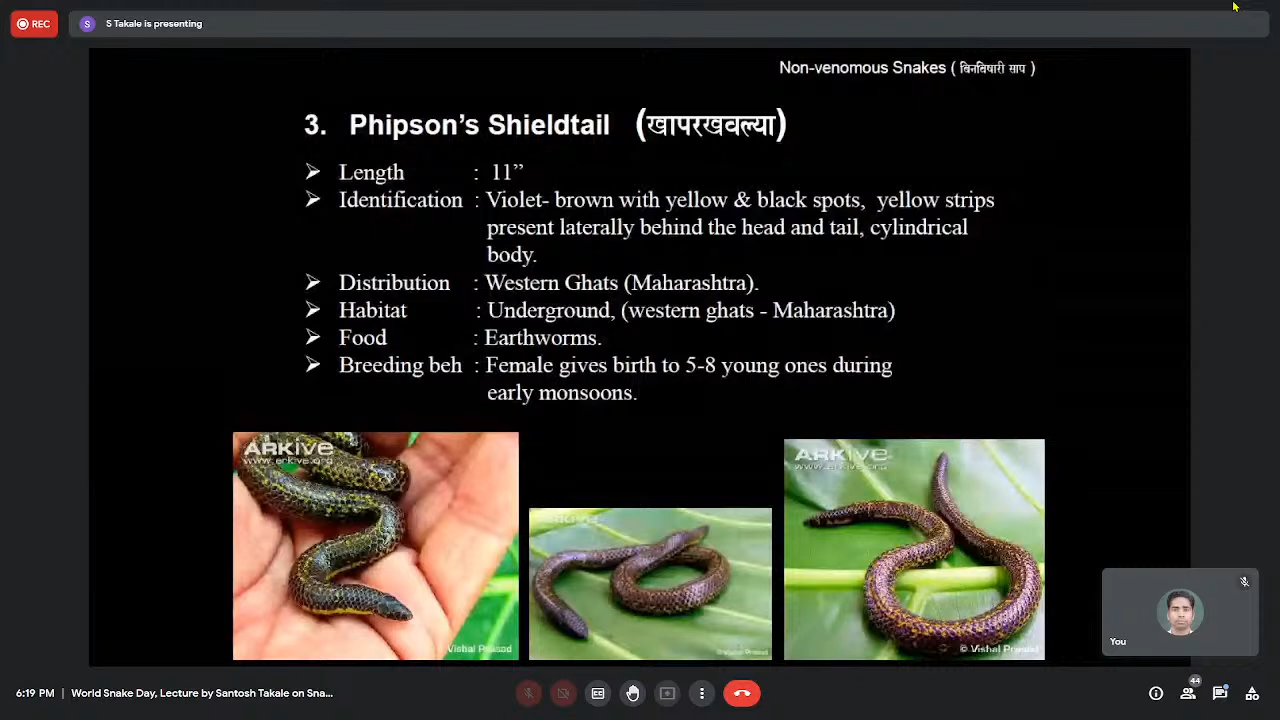 REC
S
S Takale is presenting
Non-venomous Snakes ( बिनविषारी साप )
3. Phipson’s Shieldtail (खापरखवल्या)
➢ Length : 11”
➢ Identification : Violet- brown with yellow & black spots, yellow strips
present laterally behind the head and tail, cylindrical
body.
➢ Distribution : Western Ghats (Maharashtra).
➢ Habitat : Underground, (western ghats - Maharashtra)
➢ Food : Earthworms.
➢ Breeding beh : Female gives birth to 5-8 young ones during
early monsoons.
ARKive
www.arkive.org
Vishal Prasad
ARKive
© Vishal Prasad
ARKive
www.arkive.org
© Vishal Prasad
You
6:19 PM | World Snake Day, Lecture by Santosh Takale on Sna...
44